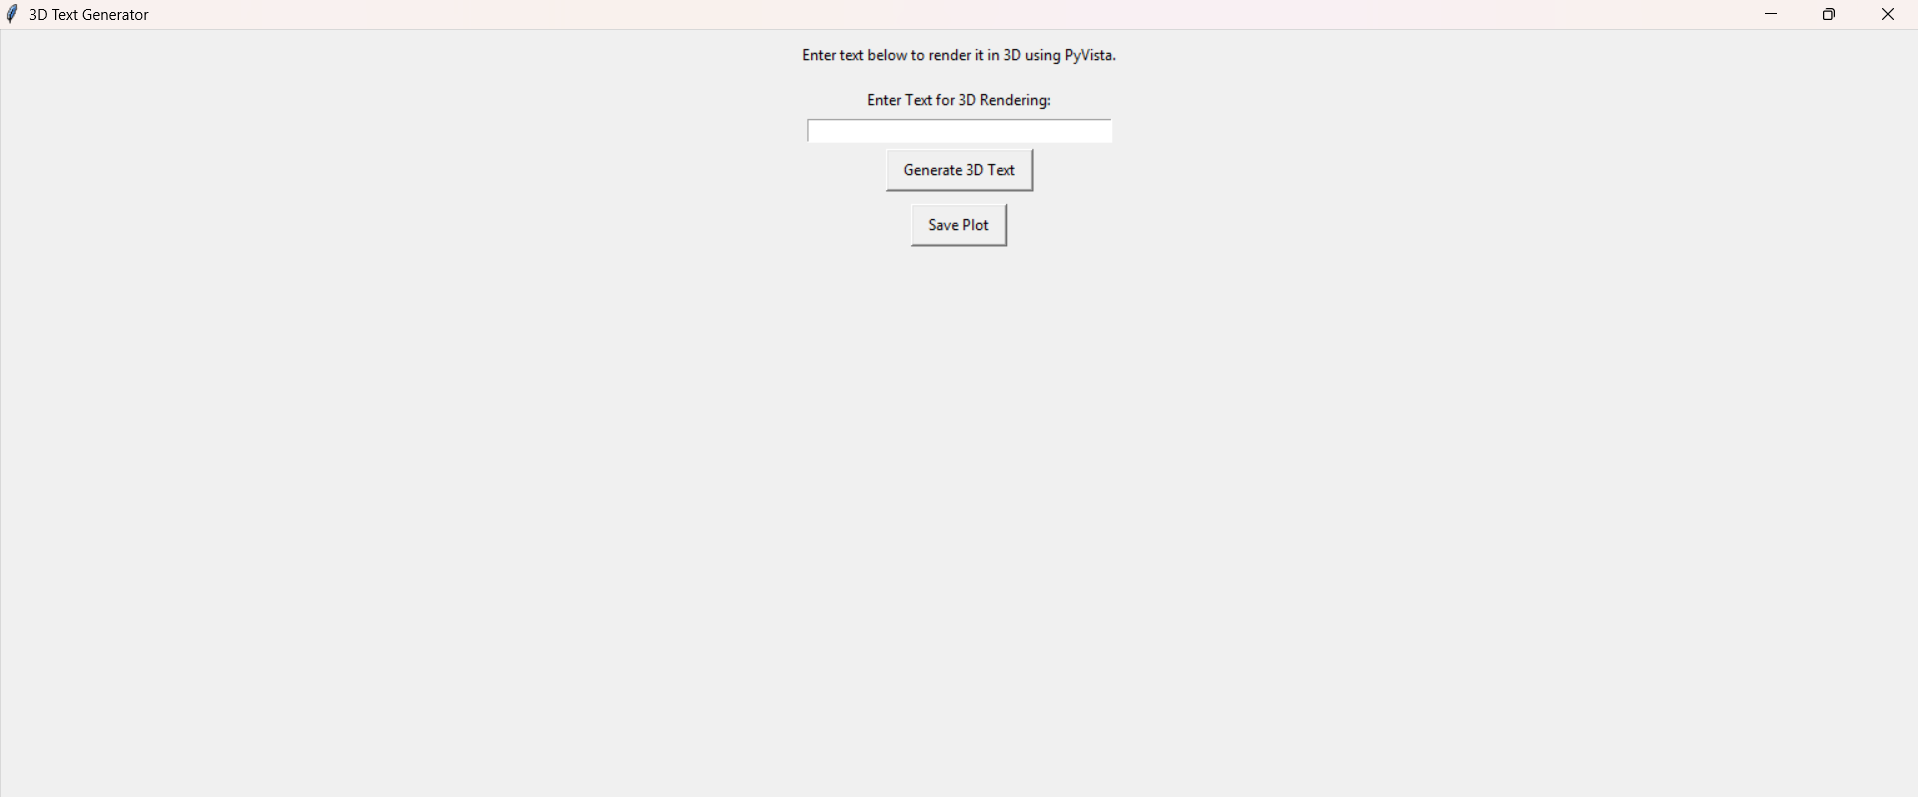 3D Text Generator
Enter text below to render it in 3D using PyVista.
Enter Text for 3D Rendering:
Generate 3D Text
Save Plot